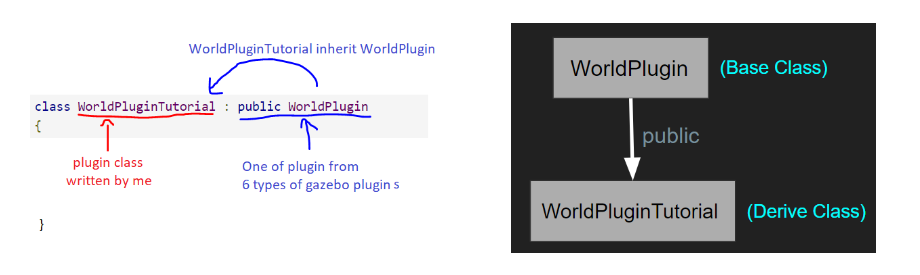 WorldPluginTutorial inherit WorldPlugin
class WorldPluginTutorial : public WorldPlugin
{
plugin class
written by me
One of plugin from
6 types of gazebo plugin s
}
WorldPlugin
(Base Class)
public
WorldPluginTutorial
(Derive Class)